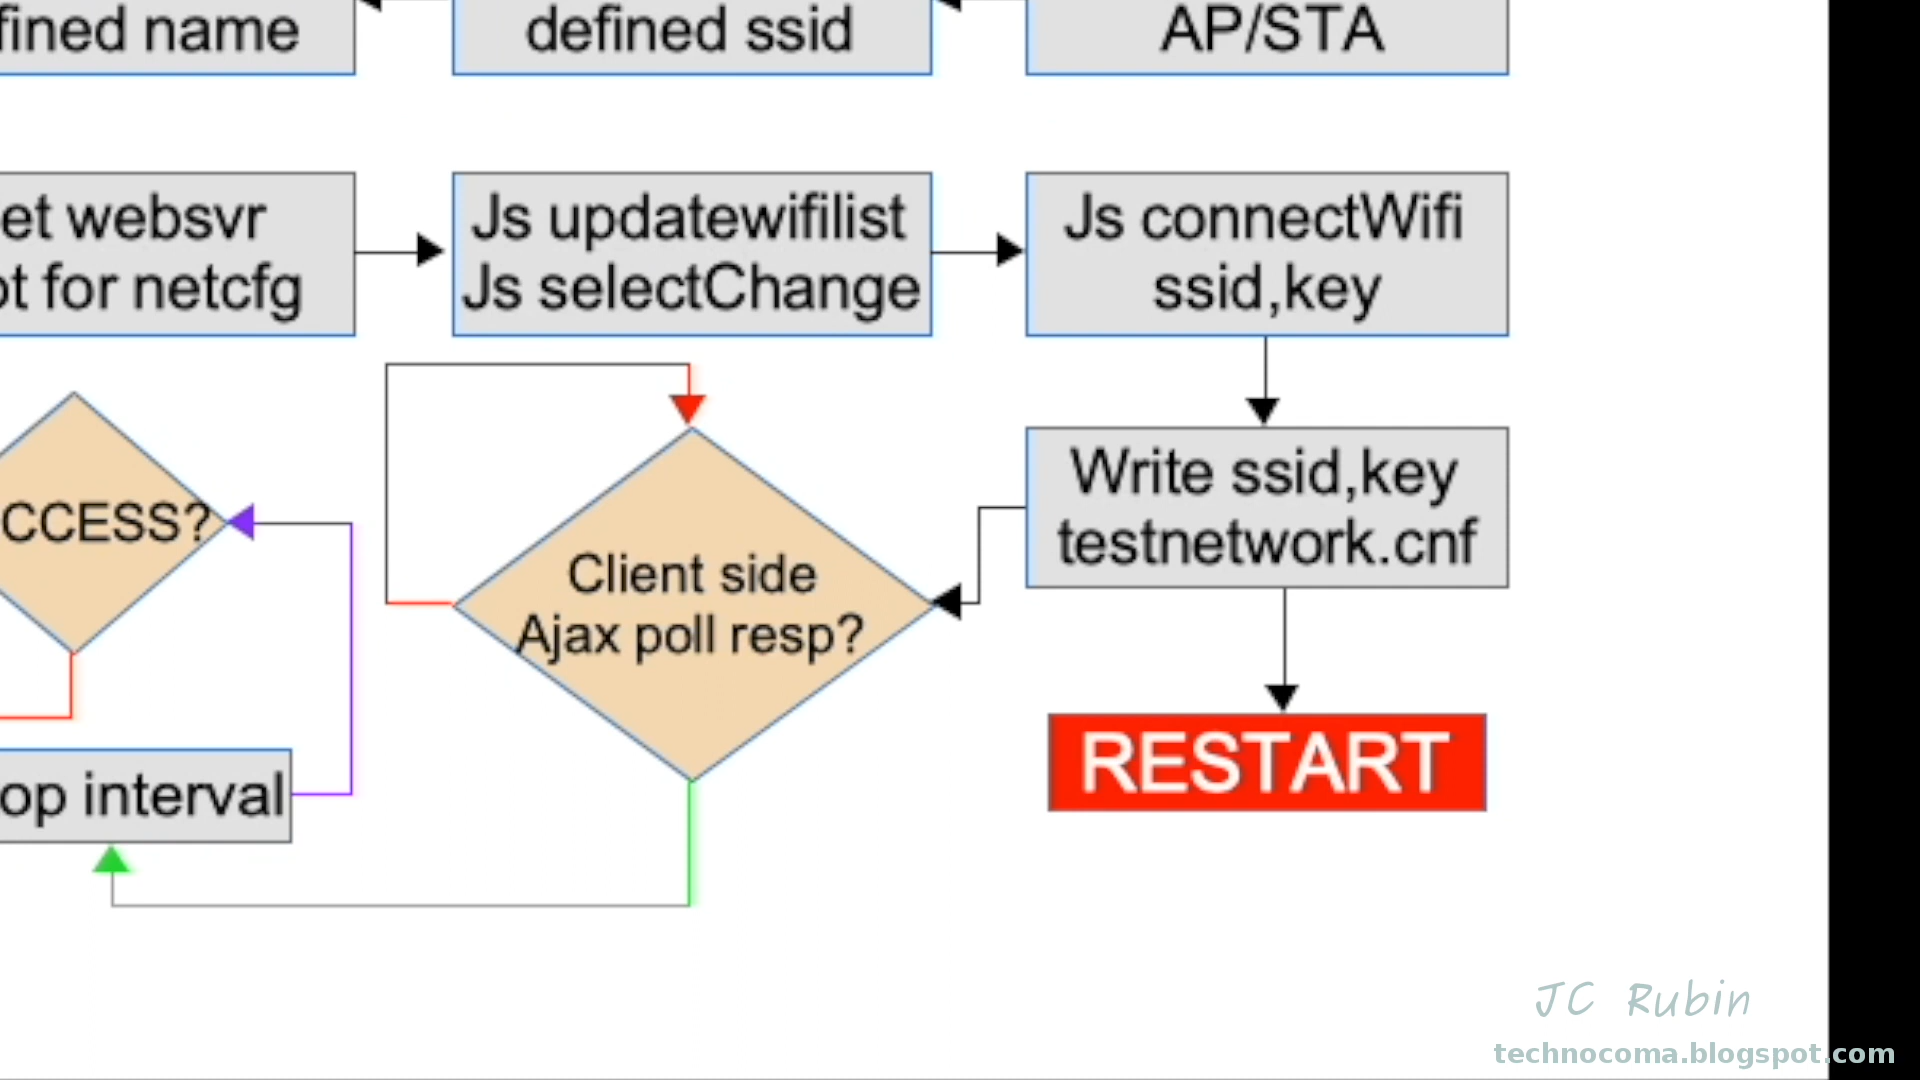 fined name
defined ssid
AP/STA
et websvr
ot for netcfg
Js updatewifilist
Js selectChange
Js connectWifi
ssid,key
CCESS?
Client side
Ajax poll resp?
Write ssid,key
testnetwork.cnf
op interval
RESTART
JC Rubin
technocoma.blogspot.com